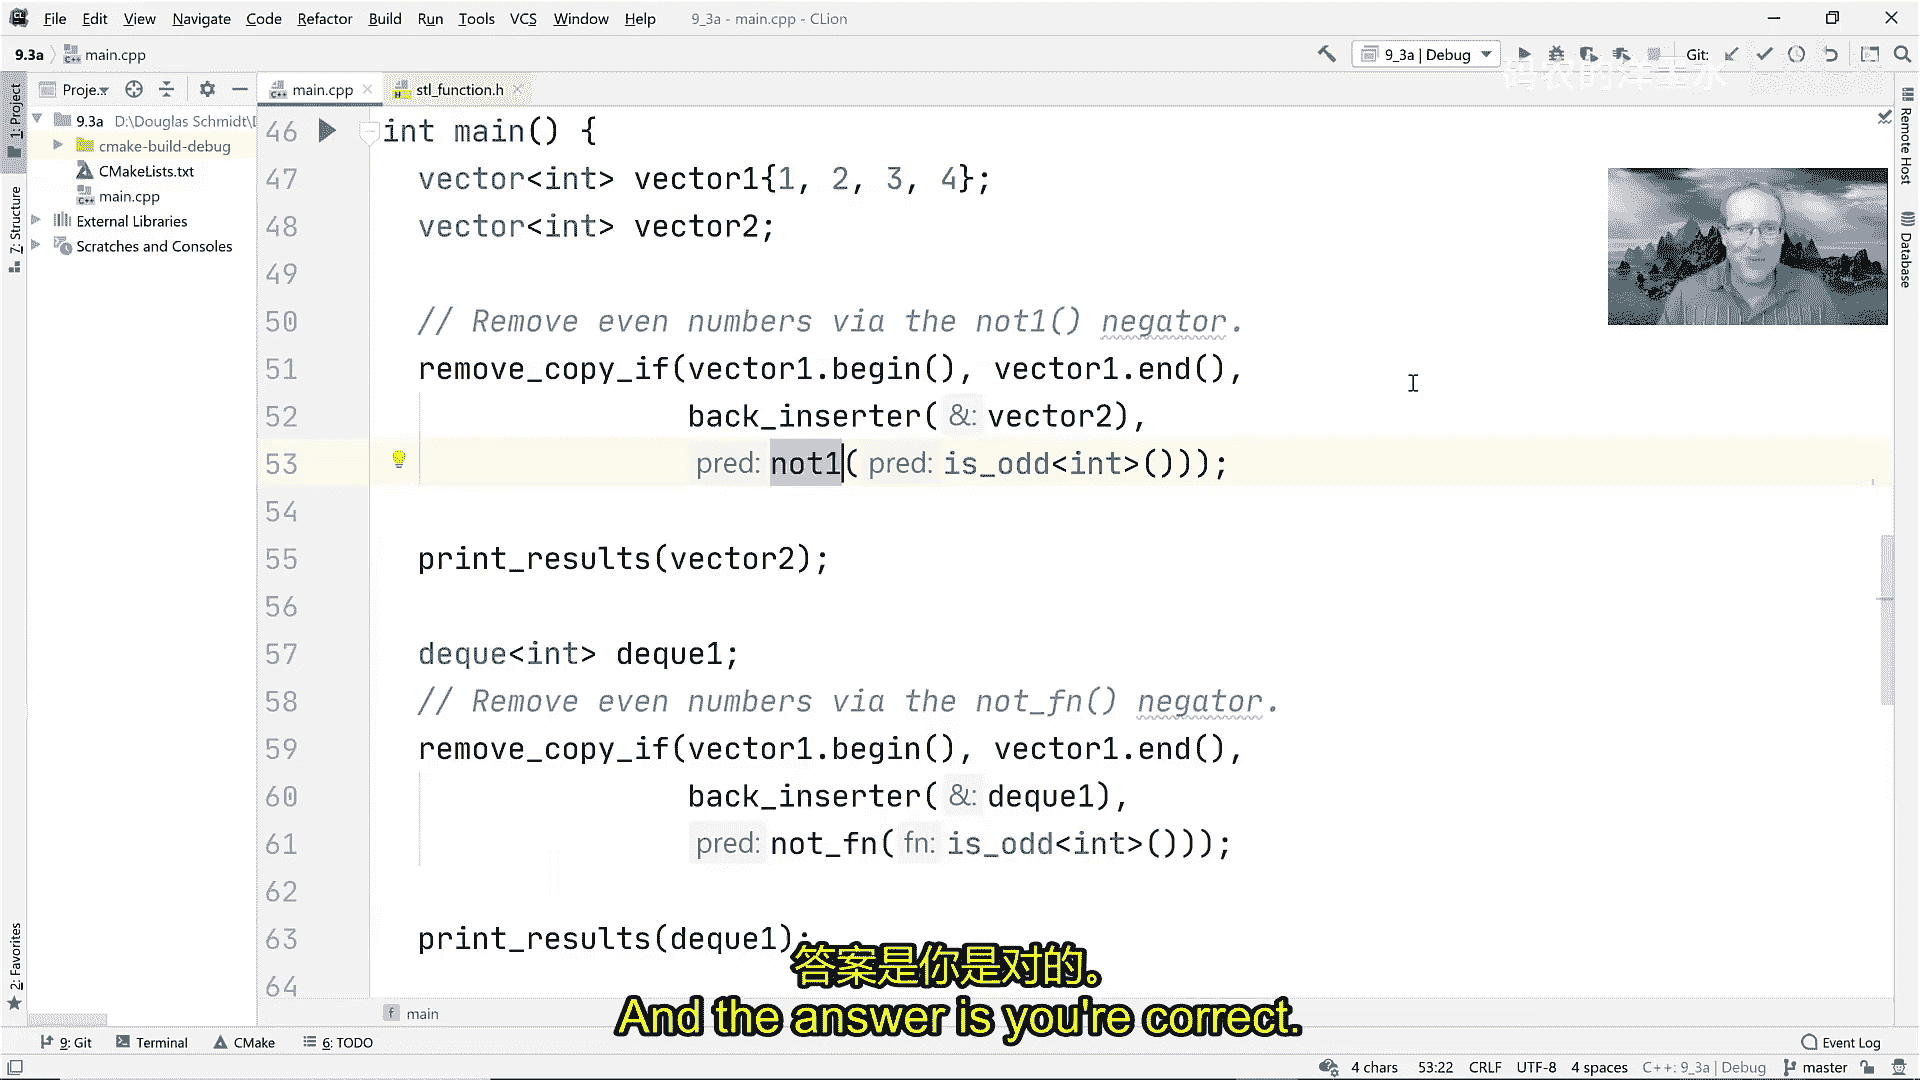 File Edit View Navigate Code Refactor Build Run Tools VCS Window Help 9_3a - main.cpp - CLion
9.3a main.cpp 9_3a | Debug Git:
码农的洋墨水
1: Project
Proje...
main.cpp
stl_function.h
9.3a D:\Douglas Schmidt\
cmake-build-debug
CMakeLists.txt
main.cpp
External Libraries
Scratches and Consoles
7: Structure
2: Favorites
Remote Host
Database
46 int main() {
47 vector<int> vector1{1, 2, 3, 4};
48 vector<int> vector2;
49
50 // Remove even numbers via the not1() negator.
51 remove_copy_if(vector1.begin(), vector1.end(),
52 back_inserter( &: vector2),
53 pred: not1( pred: is_odd<int>()));
54
55 print_results(vector2);
56
57 deque<int> deque1;
58 // Remove even numbers via the not_fn() negator.
59 remove_copy_if(vector1.begin(), vector1.end(),
60 back_inserter( &: deque1),
61 pred: not_fn( fn: is_odd<int>()));
62
63 print_results(deque1);
64
答案是你是对的。
And the answer is you're correct.
f main
9: Git Terminal CMake 6: TODO Event Log
4 chars 53:22 CRLF UTF-8 4 spaces C++: 9_3a | Debug master